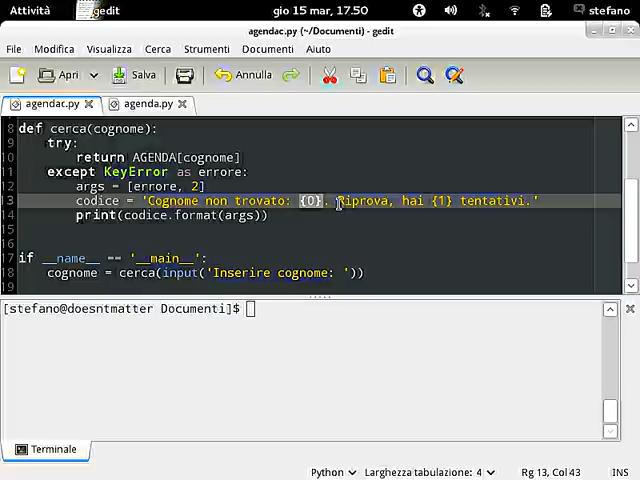 Attività gedit gio 15 mar, 17.50 stefano
agendac.py (~/Documenti) - gedit
File Modifica Visualizza Cerca Strumenti Documenti Aiuto
Apri Salva Annulla
agendac.py agenda.py
8 def cerca(cognome):
9 try:
10 return AGENDA[cognome]
11 except KeyError as errore:
12 args = [errore, 2]
13 codice = 'Cognome non trovato: {0}. Riprova, hai {1} tentativi.'
14 print(codice.format(args))
15
16
17 if __name__ == '__main__':
18 cognome = cerca(input('Inserire cognome: '))
19
[stefano@doesntmatter Documenti]$
Terminale
Python Larghezza tabulazione: 4 Rg 13, Col 43 INS